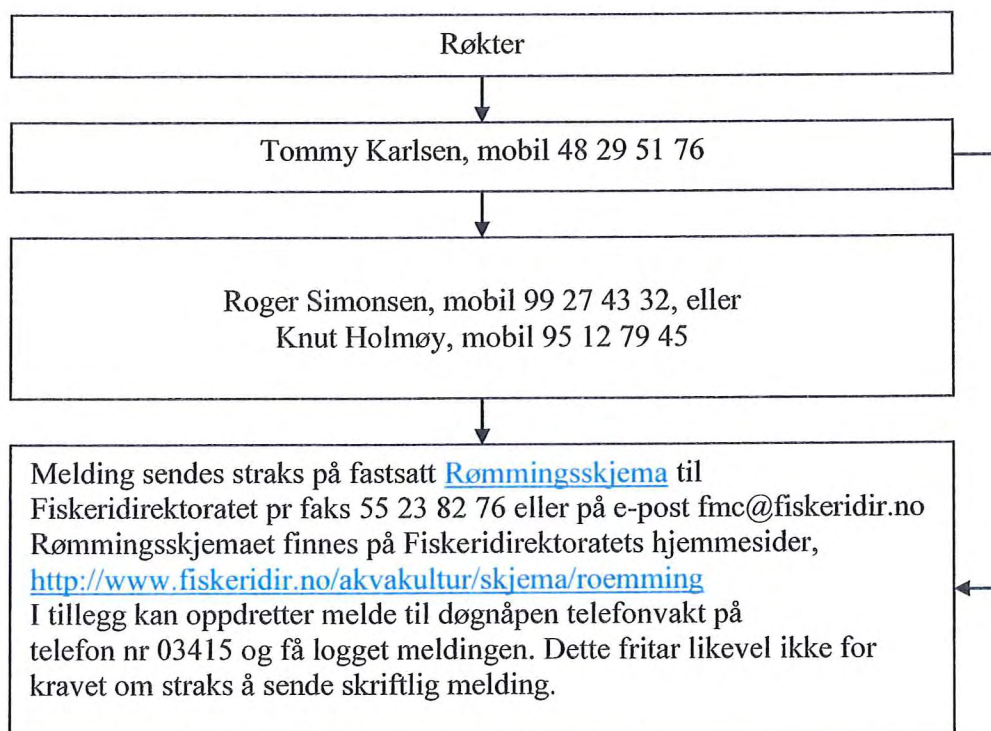 Røkter
Tommy Karlsen, mobil 48 29 51 76
Roger Simonsen, mobil 99 27 43 32, eller
Knut Holmøy, mobil 95 12 79 45
Melding sendes straks på fastsatt Rømmingsskjema til
Fiskeridirektoratet pr faks 55 23 82 76 eller på e-post fmc@fiskeridir.no
Rømmingsskjemaet finnes på Fiskeridirektoratets hjemmesider,
http://www.fiskeridir.no/akvakultur/skjema/roemming
I tillegg kan oppdretter melde til døgnåpen telefonvakt på
telefon nr 03415 og få logget meldingen. Dette fritar likevel ikke for
kravet om straks å sende skriftlig melding.